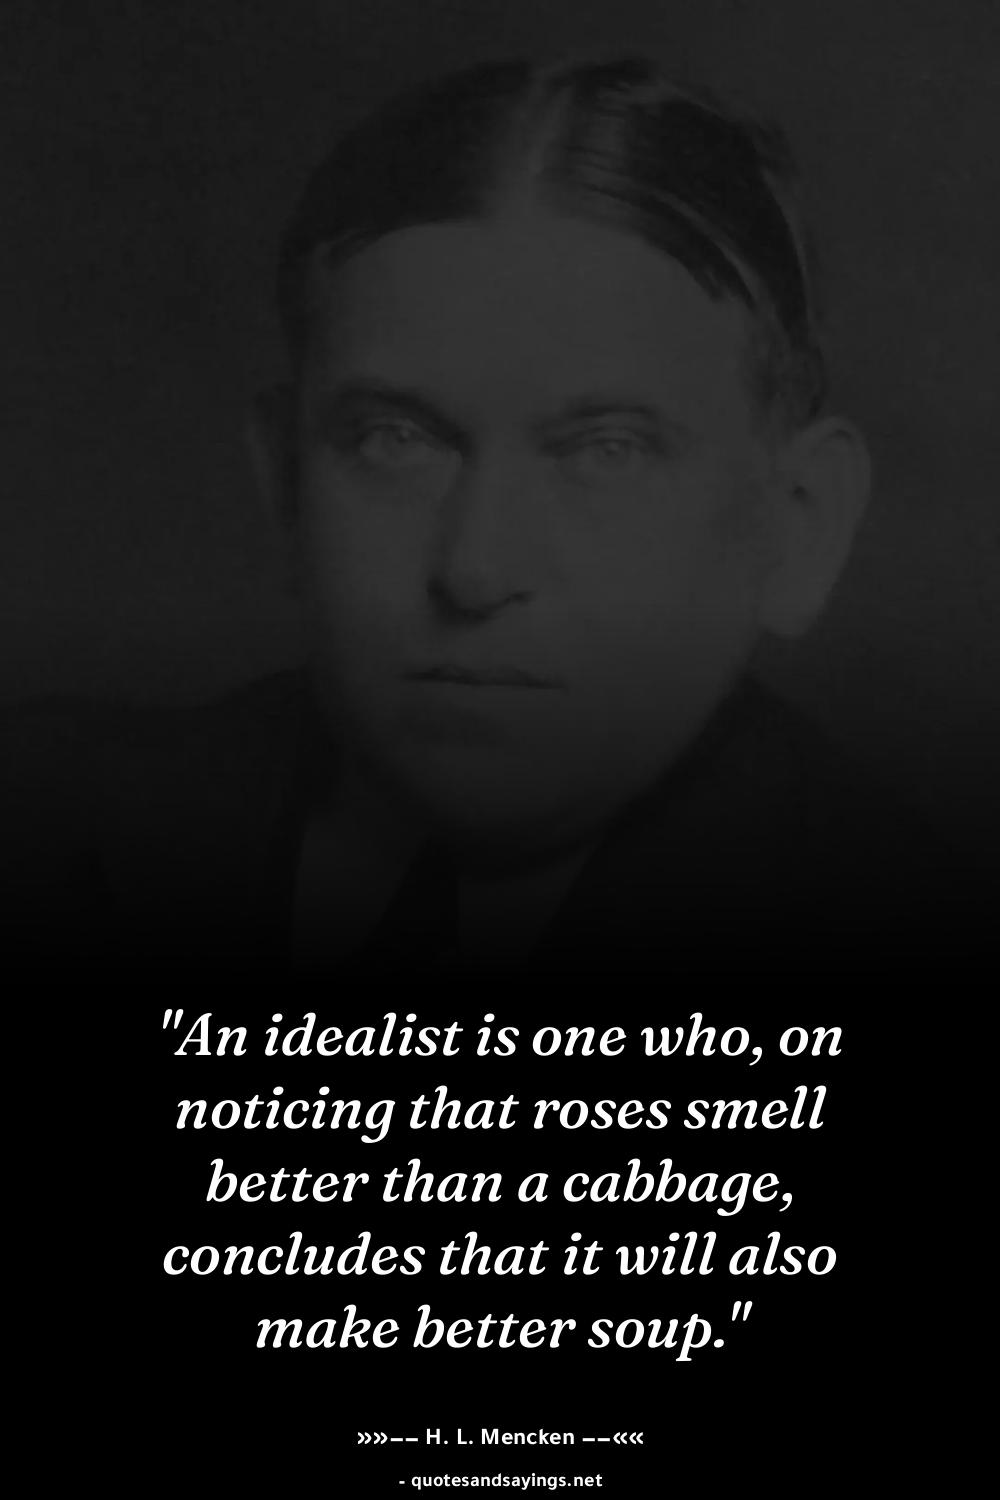 "An idealist is one who, on
noticing that roses smell
better than a cabbage,
concludes that it will also
make better soup."
»»−− H. L. Mencken −−««
- quotesandsayings.net